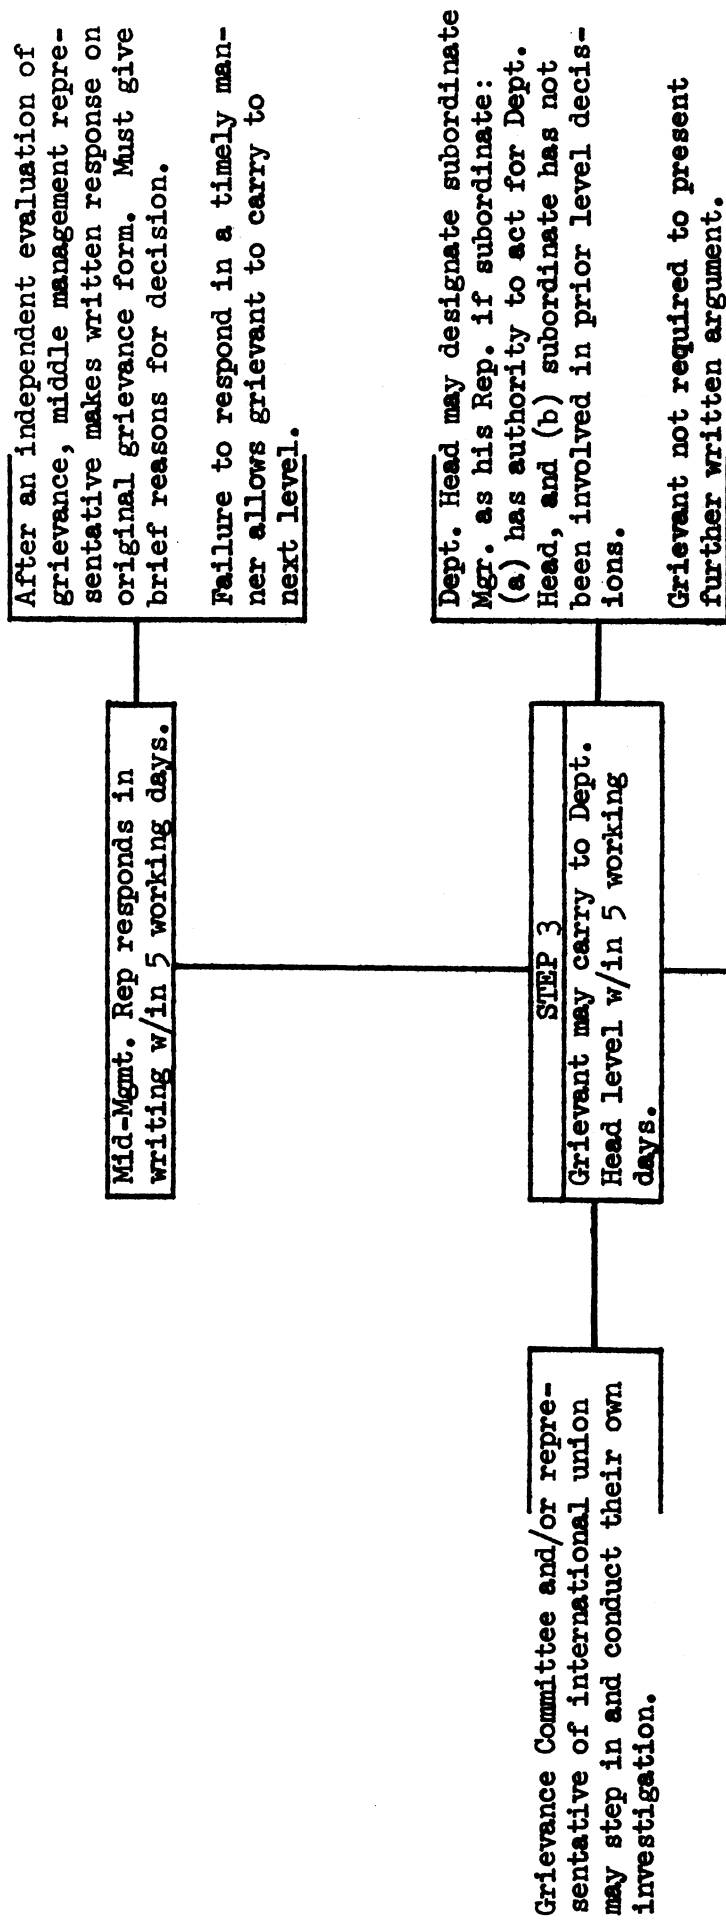 After an independent evaluation of
grievance, middle management repre-
sentative makes written response on
original grievance form. Must give
brief reasons for decision.
Failure to respond in a timely man-
ner allows grievant to carry to
next level.
Mid-Mgmt. Rep responds in
writing w/in 5 working days.
Dept. Head may designate subordinate
Mgr. as his Rep. if subordinate:
(a) has authority to act for Dept.
Head, and (b) subordinate has not
been involved in prior level decis-
ions.
Grievant not required to present
further written argument.
STEP 3
Grievant may carry to Dept.
Head level w/in 5 working
days.
Grievance Committee and/or repre-
sentative of international union
may step in and conduct their own
investigation.